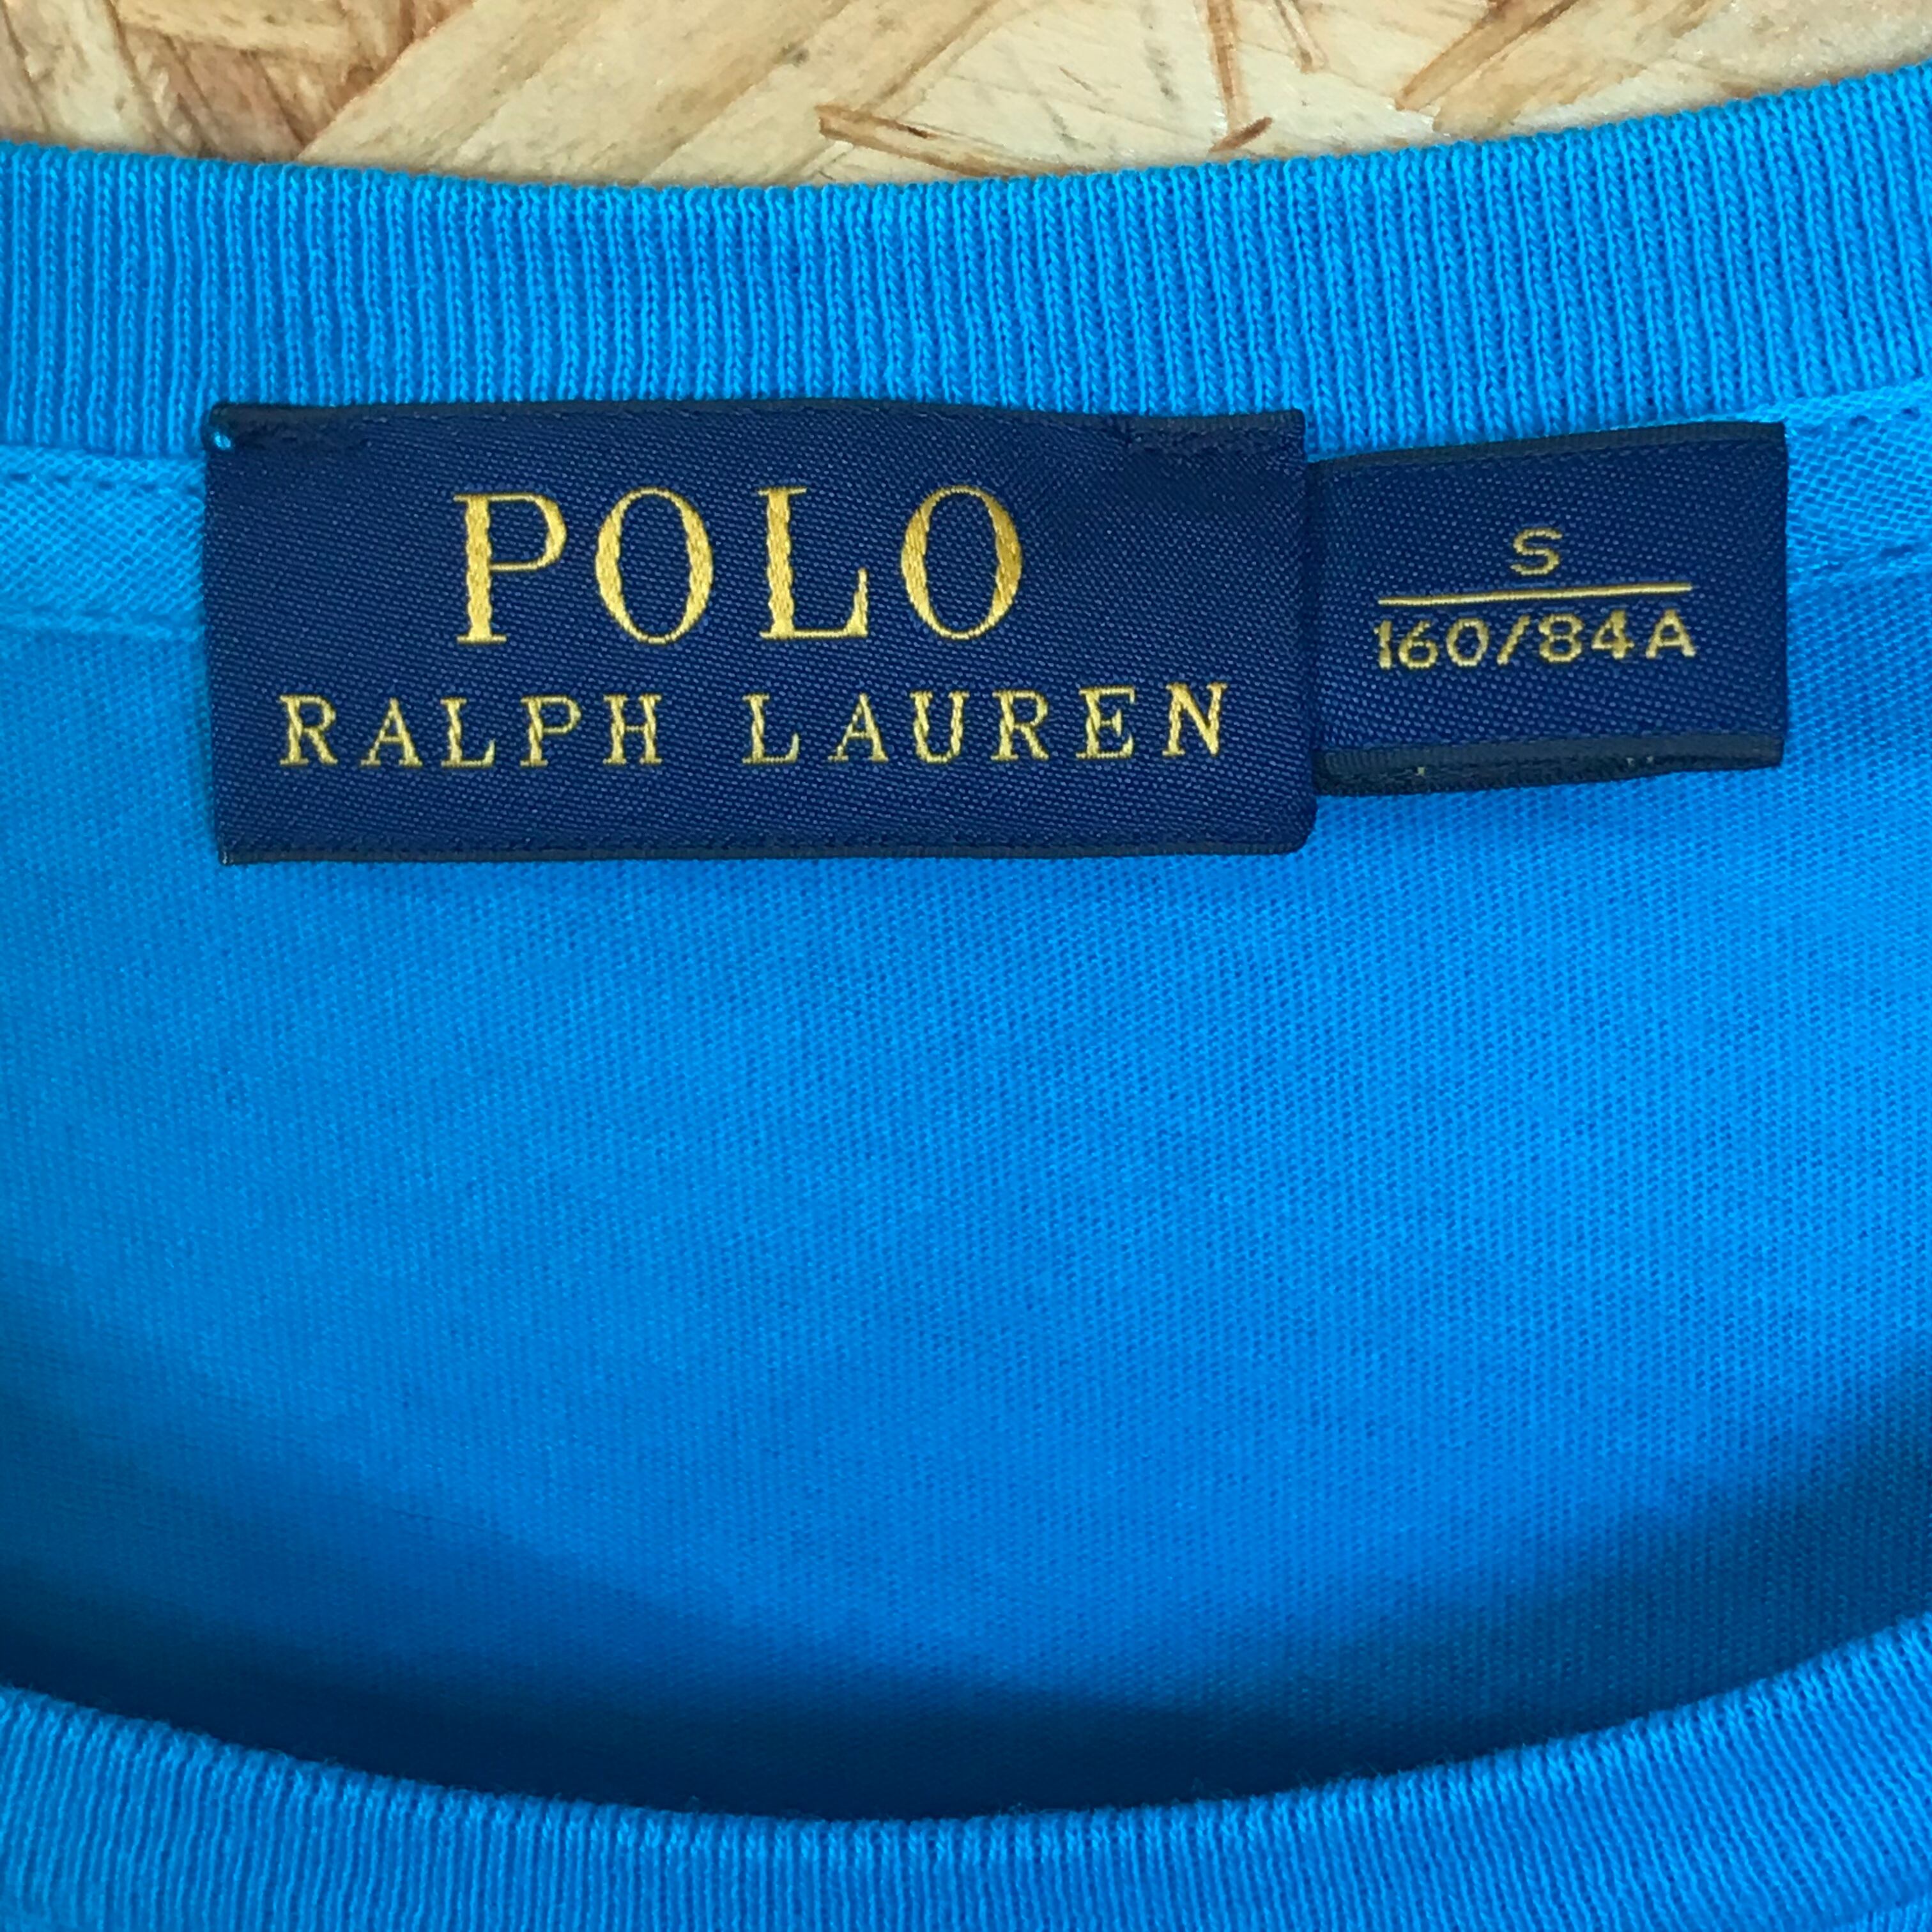 POLO
RALPH LAUREN
S
160/84A